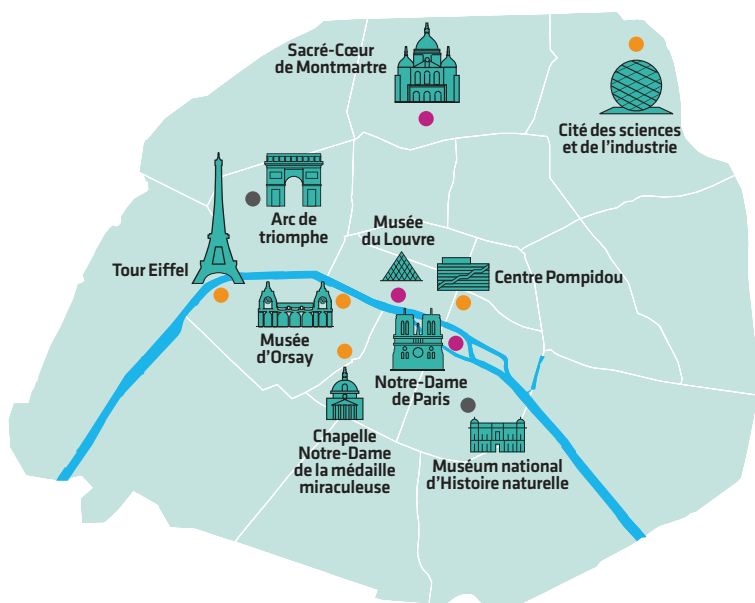 Sacré-Cœur
de Montmartre
Cité des sciences
et de l'industrie
Arc de
triomphe
Musée
du Louvre
Tour Eiffel
Centre Pompidou
Musée
d'Orsay
Notre-Dame
de Paris
Chapelle
Notre-Dame
de la médaille
miraculeuse
Muséum national
d'Histoire naturelle